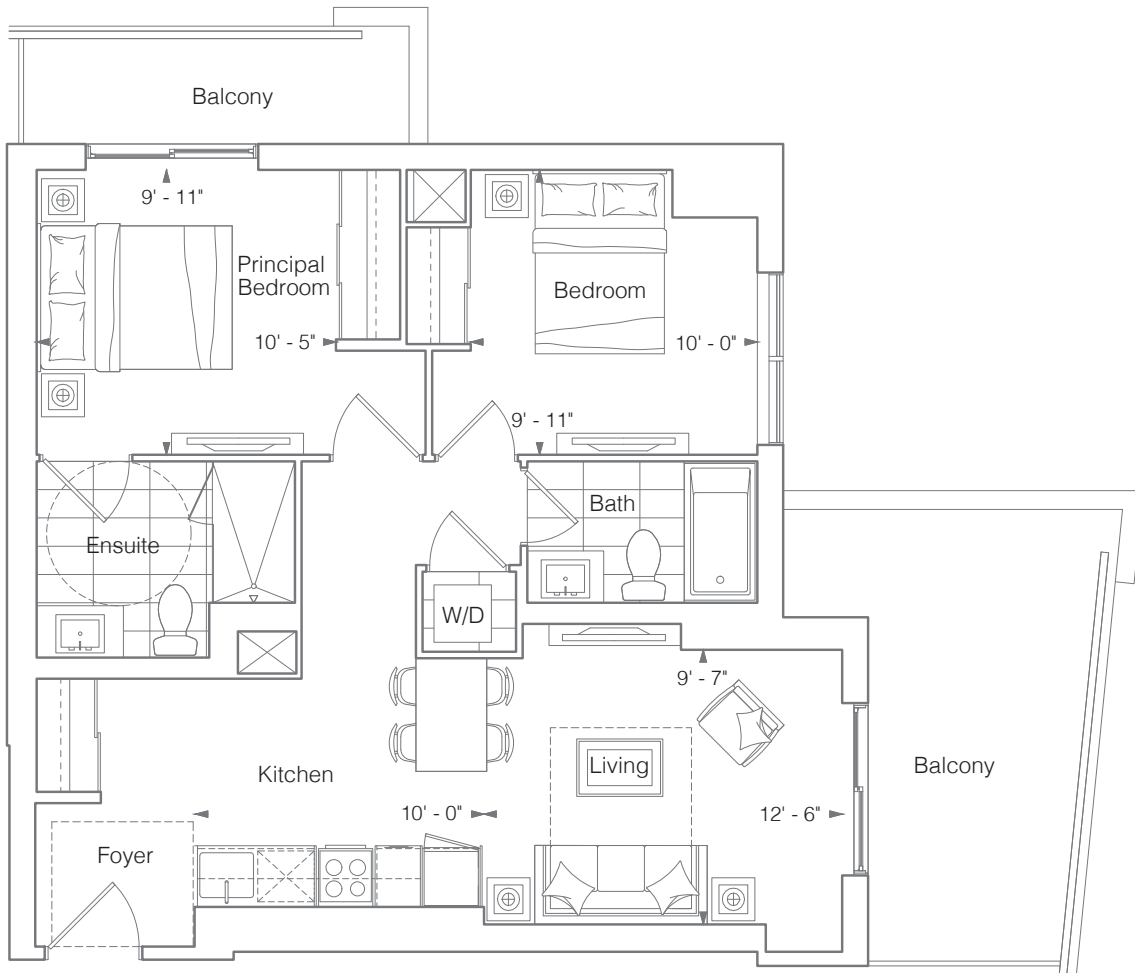 Balcony
9' - 11"
Principal
Bedroom
10' - 5"
Bedroom
10' - 0"
9' - 11"
Ensuite
Bath
W/D
9' - 7"
Kitchen
Living
Balcony
10' - 0"
12' - 6"
Foyer